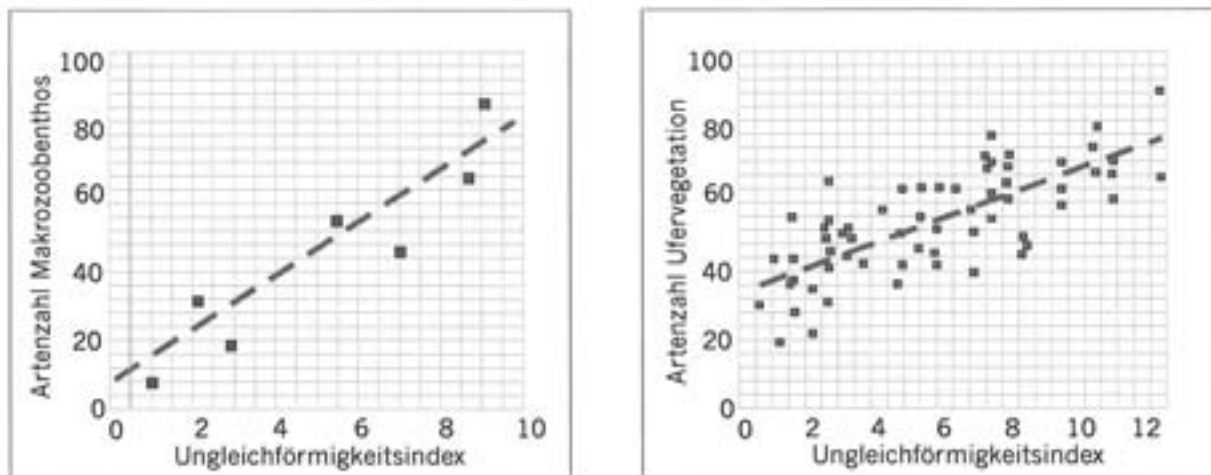 Artenzahl Makrozoobenthos
100
80
60
40
20
0
0 2 4 6 8 10
Ungleichförmigkeitsindex
Artenzahl Ufervegetation
100
80
60
40
20
0
0 2 4 6 8 10 12
Ungleichförmigkeitsindex